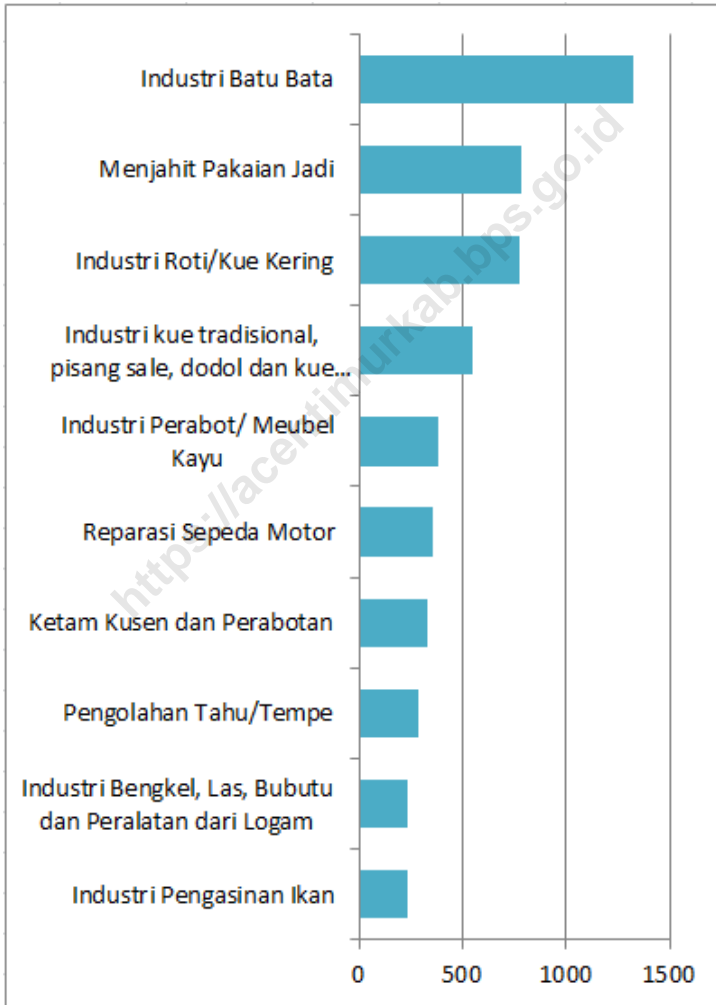 Industri Batu Bata
Menjahit Pakaian Jadi
Industri Roti/Kue Kering
Industri kue tradisional,
pisang sale, dodol dan kue...
Industri Perabot/ Meubel
Kayu
Reparasi Sepeda Motor
Ketam Kusen dan Perabotan
Pengolahan Tahu/Tempe
Industri Bengkel, Las, Bubutu
dan Peralatan dari Logam
Industri Pengasinan Ikan
0 500 1000 1500
https://acehtimurkab.bps.go.id